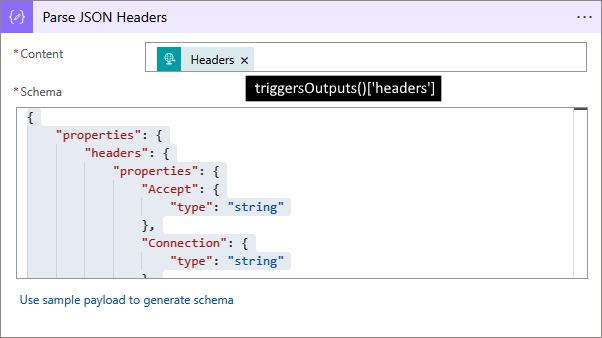 Parse JSON Headers
* Content
Headers ×
triggersOutputs()['headers']
* Schema
{
    "properties": {
        "headers": {
            "properties": {
                "Accept": {
                    "type": "string"
                },
                "Connection": {
                    "type": "string"
                }
Use sample payload to generate schema